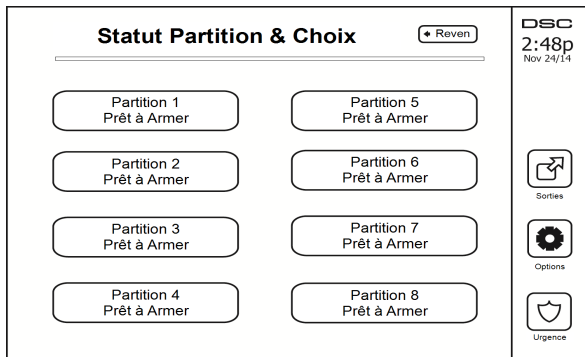 Statut Partition & Choix
Reven
DSC
2:48p
Nov 24/14
Partition 1
Prêt à Armer
Partition 5
Prêt à Armer
Partition 2
Prêt à Armer
Partition 6
Prêt à Armer
Partition 3
Prêt à Armer
Partition 7
Prêt à Armer
Partition 4
Prêt à Armer
Partition 8
Prêt à Armer
Sorties
Options
Urgence